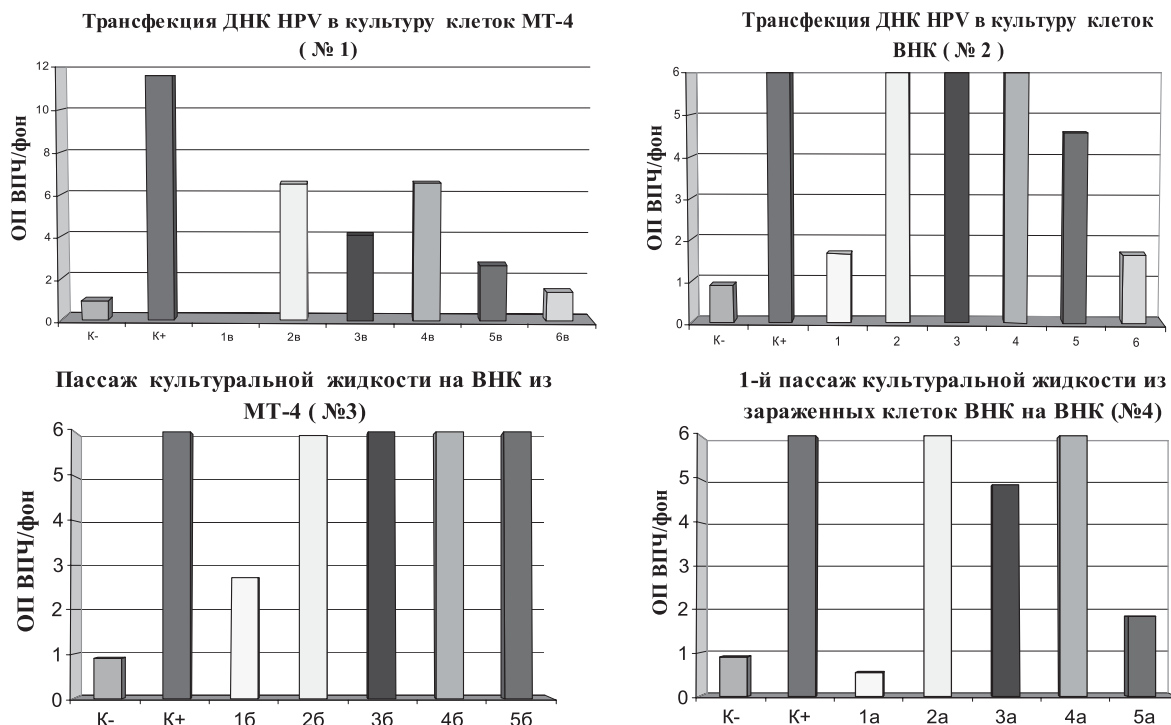 Трансфекция ДНК HPV в культуру клеток МТ-4
( № 1)
ОП ВПЧ/фон
12
10
8
6
4
2
0
К- К+ 1в 2в 3в 4в 5в 6в
Трансфекция ДНК HPV в культуру клеток
ВНК ( № 2 )
ОП ВПЧ/фон
6
5
4
3
2
1
0
К- К+ 1 2 3 4 5 6
Пассаж культуральной жидкости на ВНК из
МТ-4 ( №3)
ОП ВПЧ/фон
6
5
4
3
2
1
0
К- К+ 1б 2б 3б 4б 5б
1-й пассаж культуральной жидкости из
зараженных клеток ВНК на ВНК (№4)
ОП ВПЧ/фон
6
5
4
3
2
1
0
К- К+ 1а 2а 3а 4а 5а